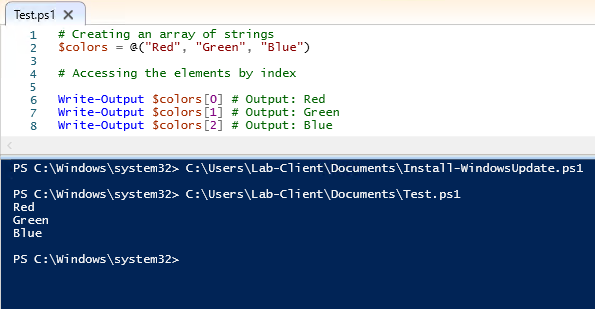 Test.ps1 X
1 # Creating an array of strings
2 $colors = @("Red", "Green", "Blue")
3
4 # Accessing the elements by index
5
6 Write-Output $colors[0] # Output: Red
7 Write-Output $colors[1] # Output: Green
8 Write-Output $colors[2] # Output: Blue
PS C:\Windows\system32> C:\Users\Lab-Client\Documents\Install-WindowsUpdate.ps1
PS C:\Windows\system32> C:\Users\Lab-Client\Documents\Test.ps1
Red
Green
Blue
PS C:\Windows\system32>